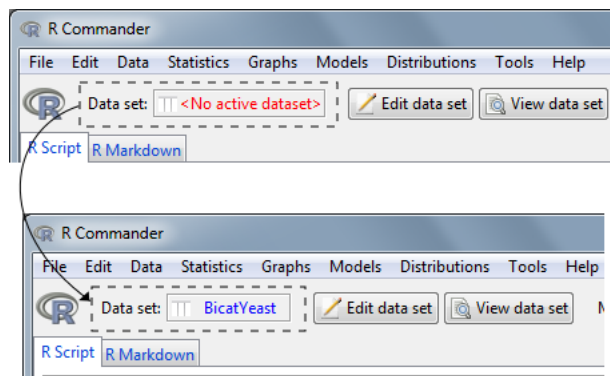 R Commander
File Edit Data Statistics Graphs Models Distributions Tools Help
R Data set: <No active dataset> Edit data set View data set
R Script R Markdown
R Commander
File Edit Data Statistics Graphs Models Distributions Tools Help
R Data set: BicatYeast Edit data set View data set
R Script R Markdown